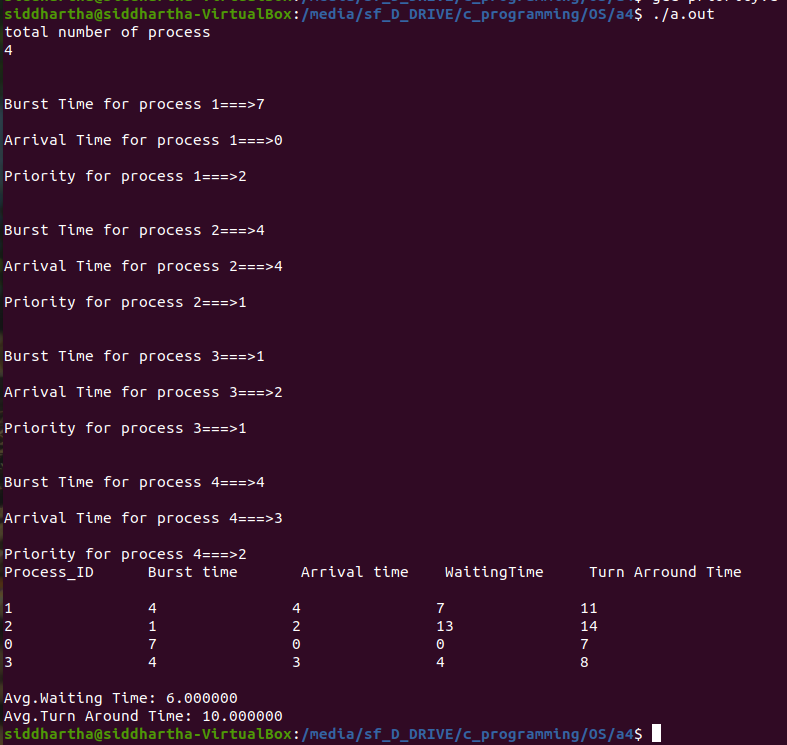 siddhartha@siddhartha-VirtualBox:/media/sf_D_DRIVE/c_programming/OS/a4$ ./a.out
total number of process
4
Burst Time for process 1===>7
Arrival Time for process 1===>0
Priority for process 1===>2
Burst Time for process 2===>4
Arrival Time for process 2===>4
Priority for process 2===>1
Burst Time for process 3===>1
Arrival Time for process 3===>2
Priority for process 3===>1
Burst Time for process 4===>4
Arrival Time for process 4===>3
Priority for process 4===>2
Process_ID Burst time Arrival time WaitingTime Turn Arround Time
1 4 4 7 11
2 1 2 13 14
0 7 0 0 7
3 4 3 4 8
Avg.Waiting Time: 6.000000
Avg.Turn Around Time: 10.000000
siddhartha@siddhartha-VirtualBox:/media/sf_D_DRIVE/c_programming/OS/a4$